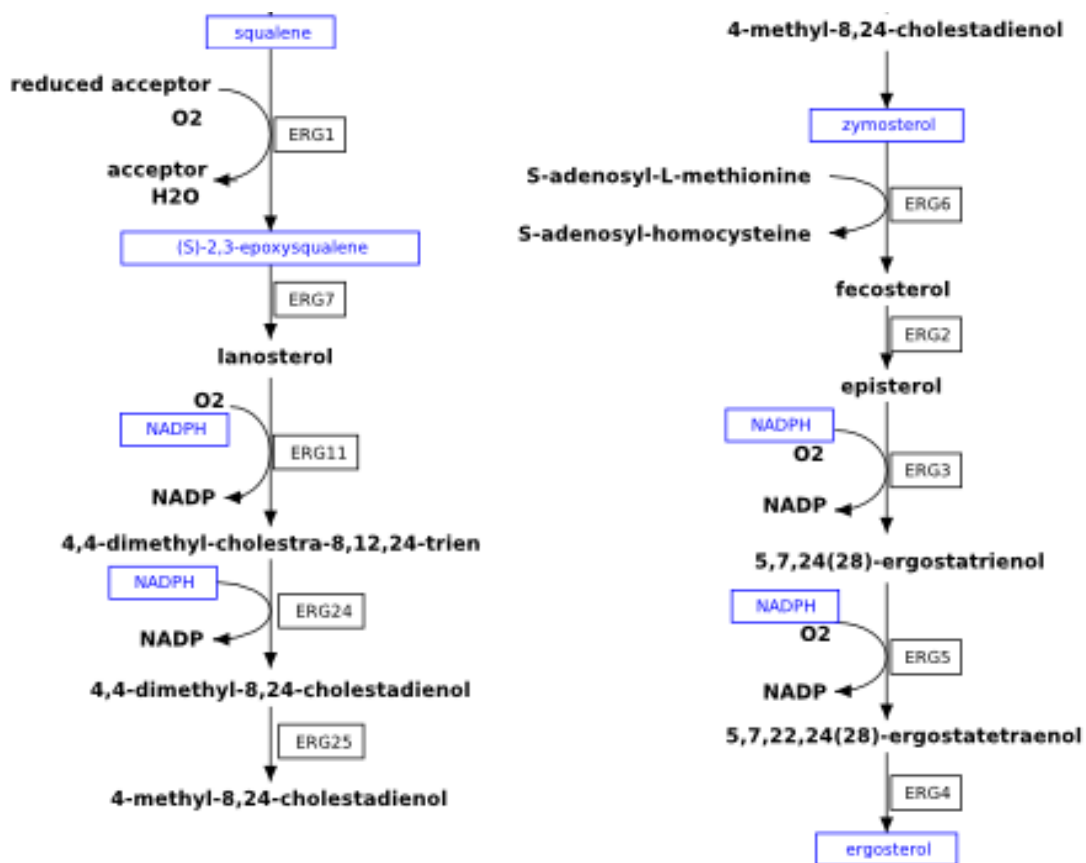 squalene
reduced acceptor
O2
ERG1
acceptor
H2O
(S)-2,3-epoxysqualene
ERG7
lanosterol
O2
NADPH
ERG11
NADP
4,4-dimethyl-cholestra-8,12,24-trien
NADPH
ERG24
NADP
4,4-dimethyl-8,24-cholestadienol
ERG25
4-methyl-8,24-cholestadienol
4-methyl-8,24-cholestadienol
zymosterol
S-adenosyl-L-methionine
ERG6
S-adenosyl-homocysteine
fecosterol
ERG2
episterol
NADPH
O2
ERG3
NADP
5,7,24(28)-ergostatrienol
NADPH
O2
ERG5
NADP
5,7,22,24(28)-ergostatetraenol
ERG4
ergosterol